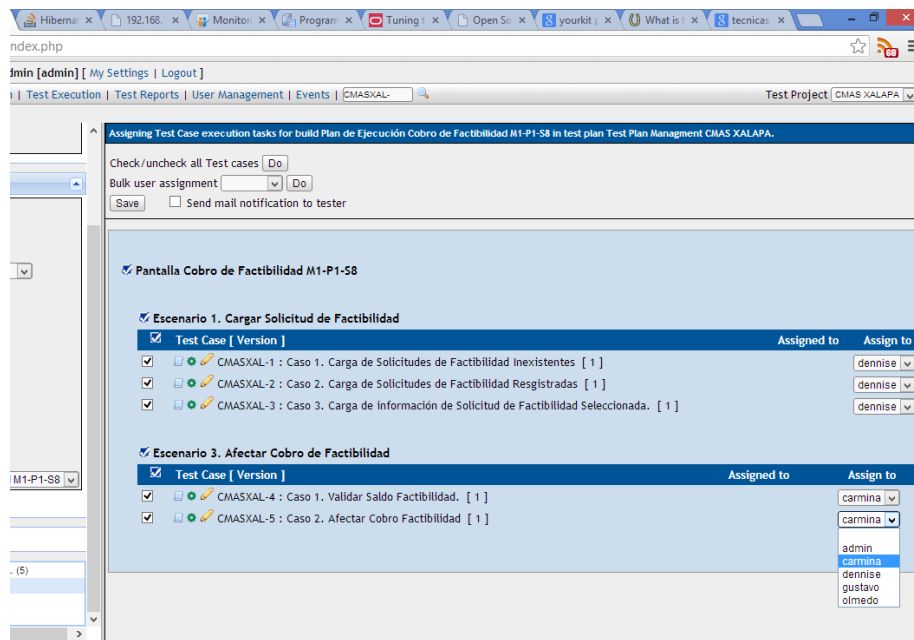 Hibernat
192.168.
Monitori
Program
Tuning t
Open So
yourkit
What is
tecnicas
ndex.php
68
dmin [admin] [ My Settings | Logout ]
| Test Execution | Test Reports | User Management | Events | CMASXAL-
Test Project CMAS XALAPA
Assigning Test Case execution tasks for build Plan de Ejecución Cobro de Factibilidad M1-P1-S8 in test plan Test Plan Managment CMAS XALAPA.
Check/uncheck all Test cases Do
Bulk user assignment Do
Save Send mail notification to tester
Pantalla Cobro de Factibilidad M1-P1-S8
Escenario 1. Cargar Solicitud de Factibilidad
Test Case [ Version ] Assigned to Assign to
CMASXAL-1 : Caso 1. Carga de Solicitudes de Factibilidad Inexistentes [ 1 ] dennise
CMASXAL-2 : Caso 2. Carga de Solicitudes de Factibilidad Resgistradas [ 1 ] dennise
CMASXAL-3 : Caso 3. Carga de información de Solicitud de Factibilidad Seleccionada. [ 1 ] dennise
Escenario 3. Afectar Cobro de Factibilidad
Test Case [ Version ] Assigned to Assign to
M1-P1-S8
CMASXAL-4 : Caso 1. Validar Saldo Factibilidad. [ 1 ] carmina
CMASXAL-5 : Caso 2. Afectar Cobro Factibilidad [ 1 ] carmina
admin
carmina
dennise
gustavo
olmedo
.. (5)